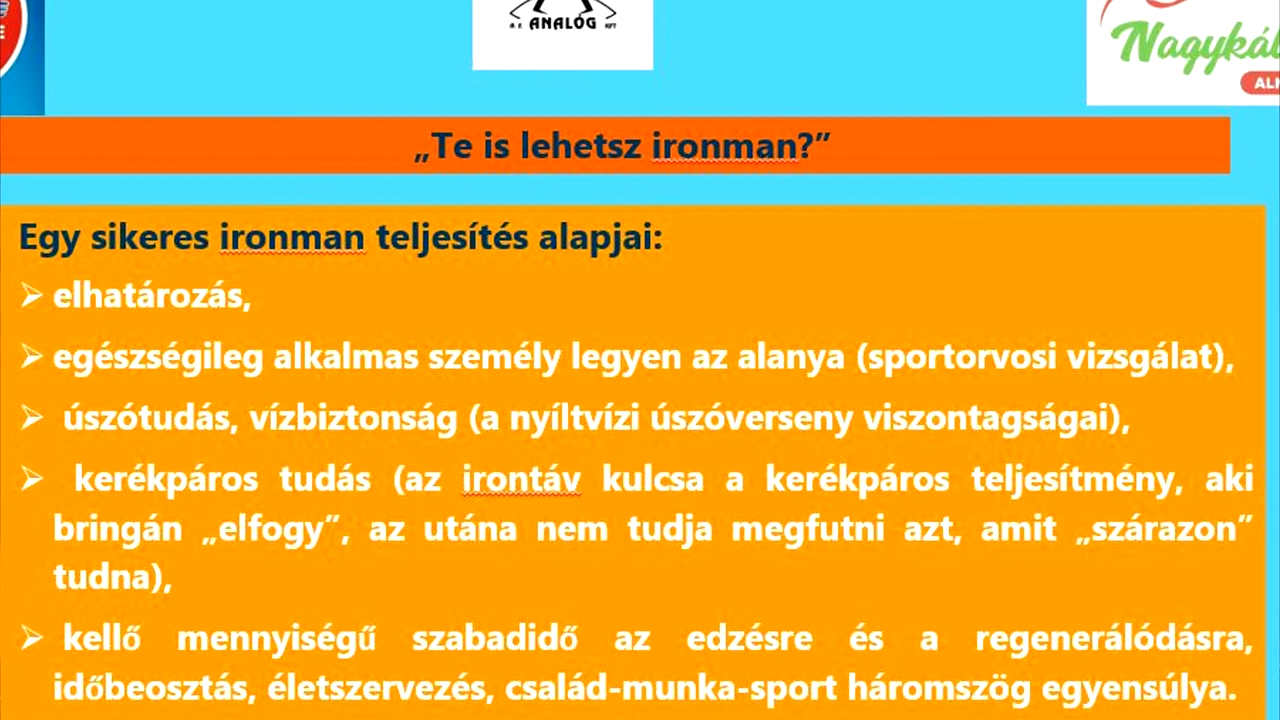 ANALÓG
KFT
„Te is lehetsz ironman?”
Egy sikeres ironman teljesítés alapjai:
elhatározás,
egészségileg alkalmas személy legyen az alanya (sportorvosi vizsgálat),
úszótudás, vízbiztonság (a nyíltvízi úszóverseny viszontagságai),
kerékpáros tudás (az irontáv kulcsa a kerékpáros teljesítmény, aki
bringán „elfogy”, az utána nem tudja megfutni azt, amit „szárazon”
tudna),
kellő mennyiségű szabadidő az edzésre és a regenerálódásra,
időbeosztás, életszervezés, család-munka-sport háromszög egyensúlya.